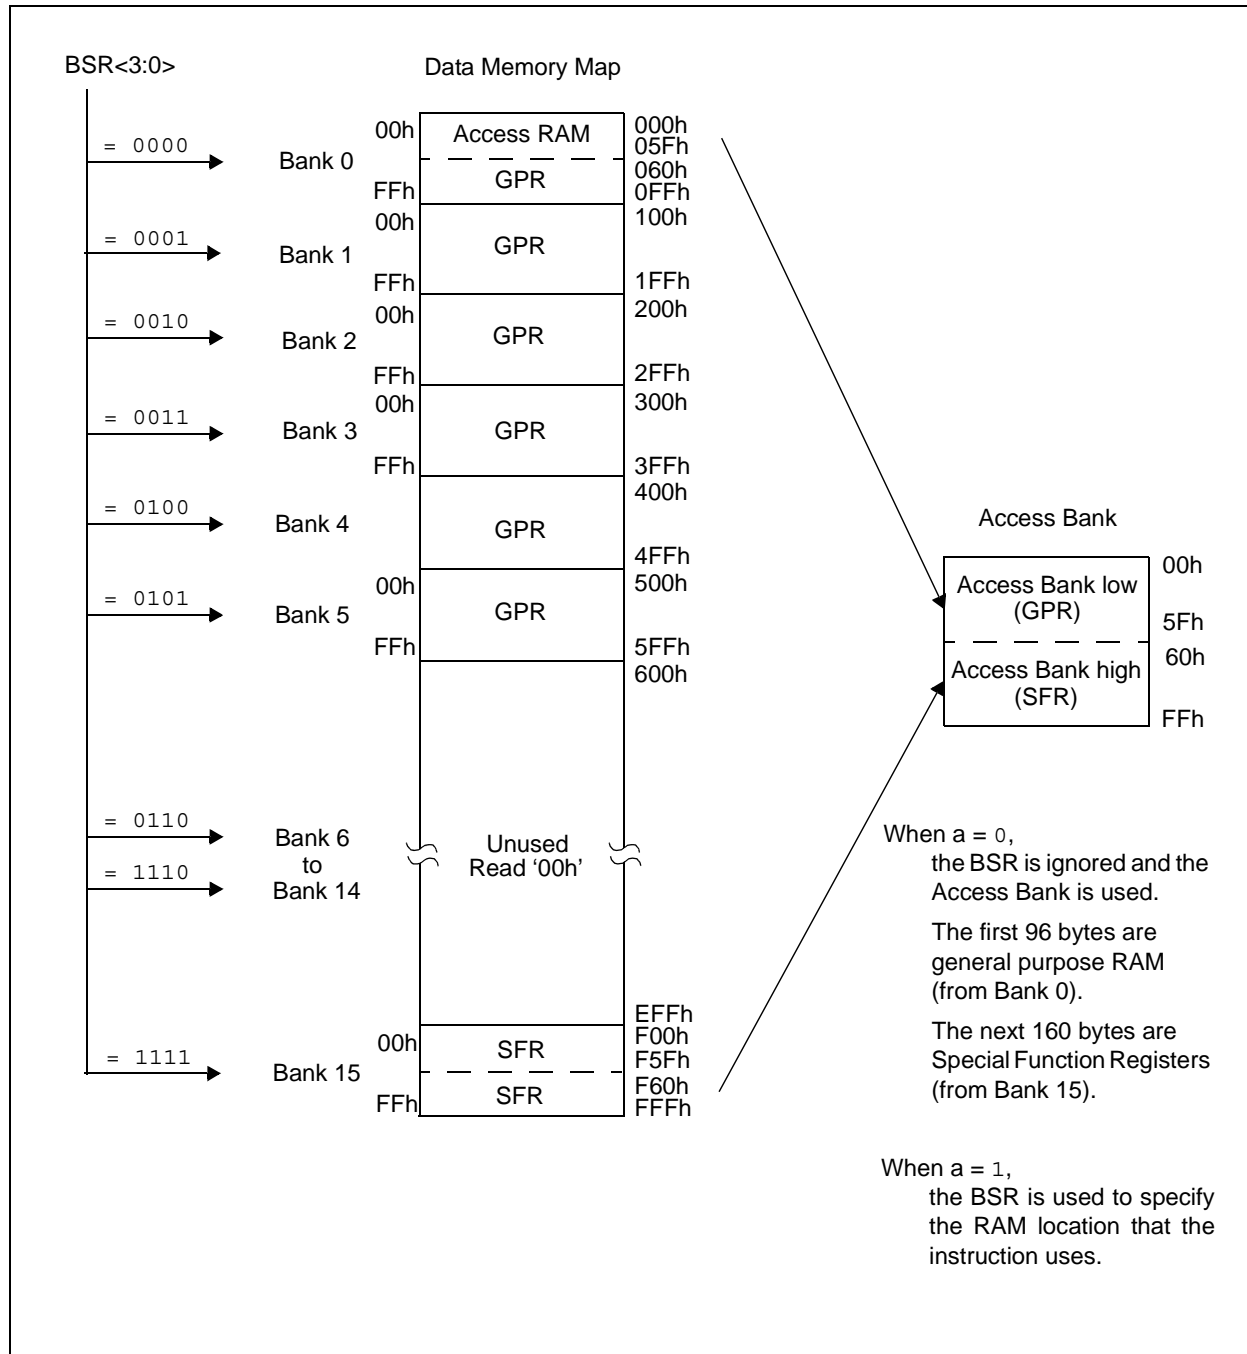 BSR<3:0>
Data Memory Map
= 0000
Bank 0
00h
Access RAM
000h
05Fh
GPR
060h
FFh
0FFh
= 0001
Bank 1
00h
GPR
100h
FFh
1FFh
= 0010
Bank 2
00h
GPR
200h
FFh
2FFh
= 0011
Bank 3
00h
GPR
300h
FFh
3FFh
= 0100
Bank 4
GPR
400h
4FFh
= 0101
Bank 5
00h
GPR
500h
FFh
5FFh
600h
= 0110
= 1110
Bank 6
to
Bank 14
Unused
Read ‘00h’
EFFh
= 1111
Bank 15
00h
SFR
F00h
F5Fh
SFR
F60h
FFh
FFFh
Access Bank
Access Bank low
(GPR)
00h
5Fh
Access Bank high
(SFR)
60h
FFh
When a = 0,
the BSR is ignored and the
Access Bank is used.
The first 96 bytes are
general purpose RAM
(from Bank 0).
The next 160 bytes are
Special Function Registers
(from Bank 15).
When a = 1,
the BSR is used to specify
the RAM location that the
instruction uses.